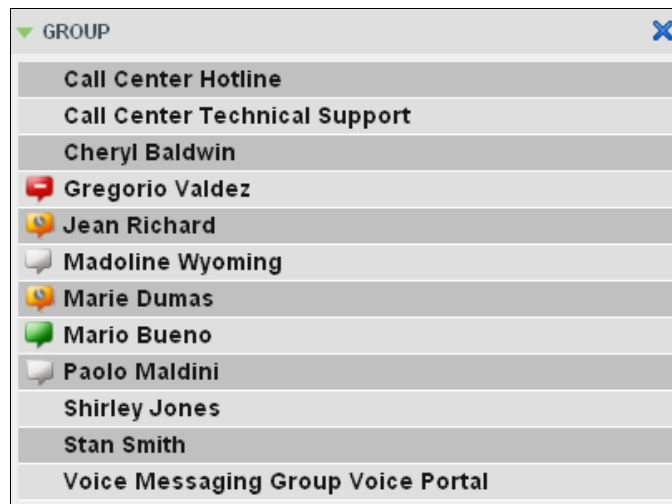 GROUP
Call Center Hotline
Call Center Technical Support
Cheryl Baldwin
Gregorio Valdez
Jean Richard
Madoline Wyoming
Marie Dumas
Mario Bueno
Paolo Maldini
Shirley Jones
Stan Smith
Voice Messaging Group Voice Portal